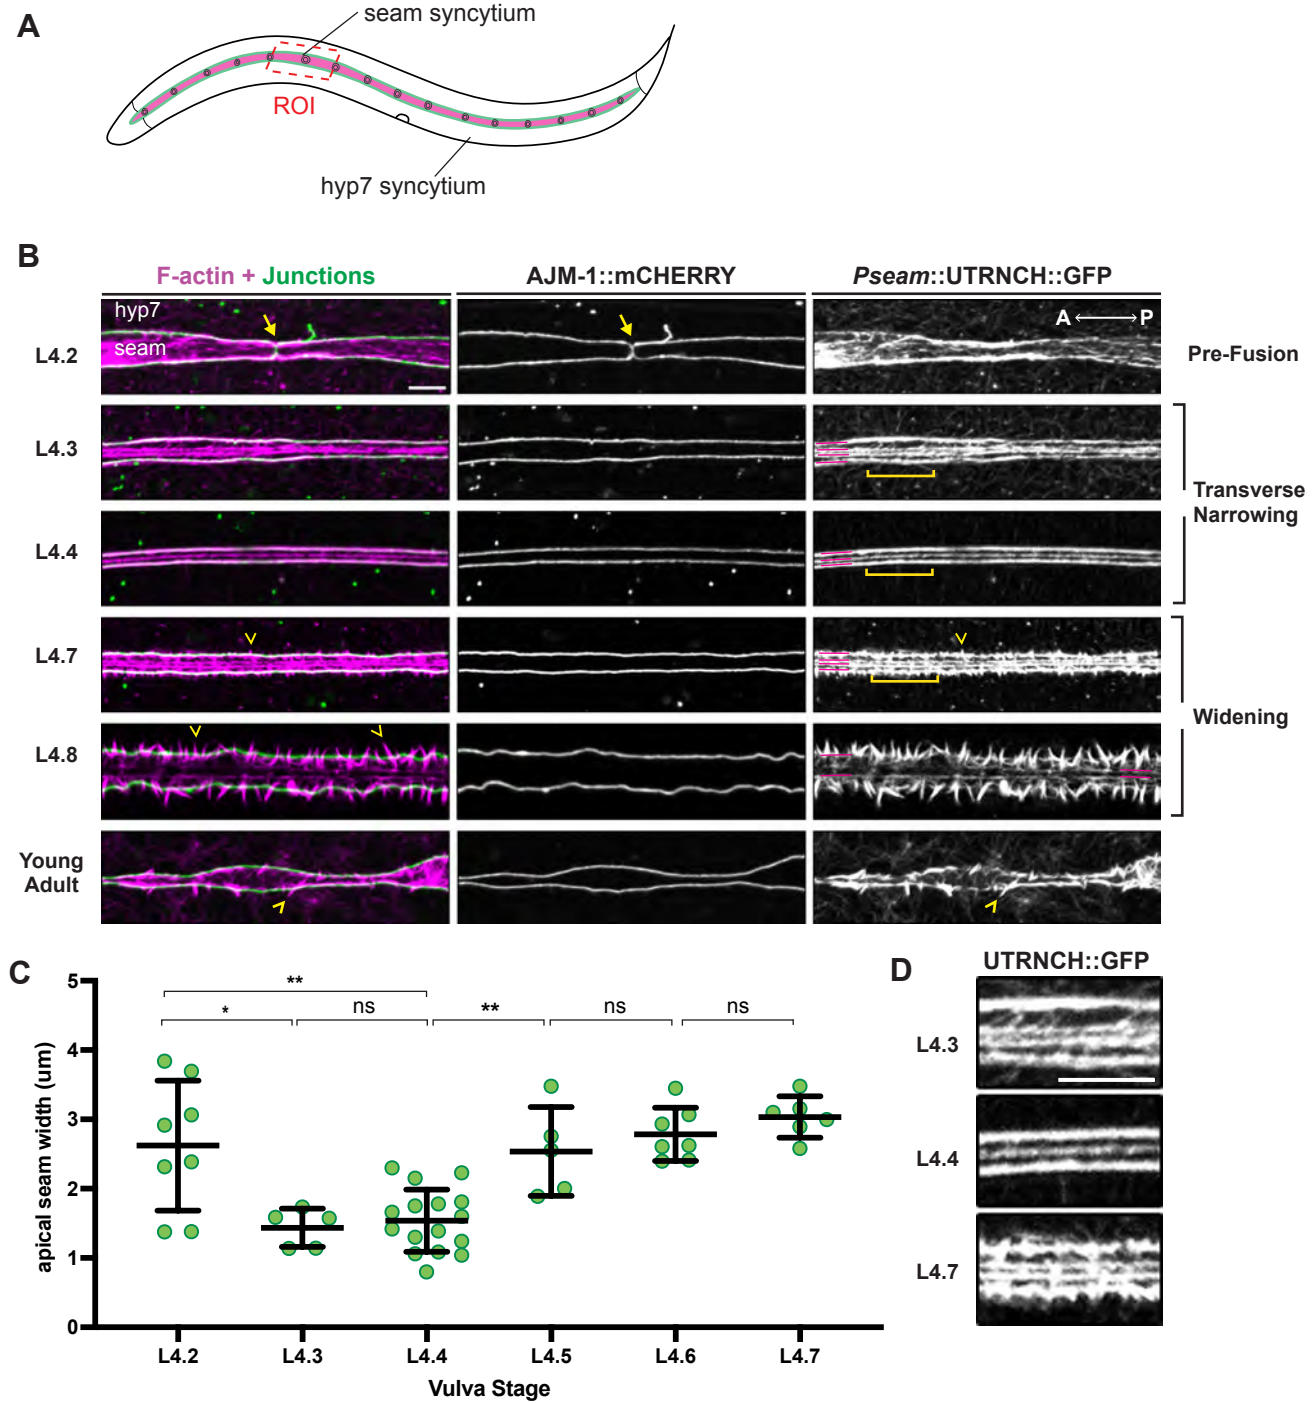 A
seam syncytium
ROI
hyp7 syncytium
B
F-actin + Junctions
AJM-1::mCHERRY
Pseam::UTRNCH::GFP
hyp7
seam
A P
L4.2
Pre-Fusion
L4.3
Transverse
Narrowing
L4.4
L4.7
Widening
L4.8
Young
Adult
C
apical seam width (um)
5
4
3
2
1
0
**
*
ns
**
ns
ns
L4.2
L4.3
L4.4
L4.5
L4.6
L4.7
Vulva Stage
D
UTRNCH::GFP
L4.3
L4.4
L4.7